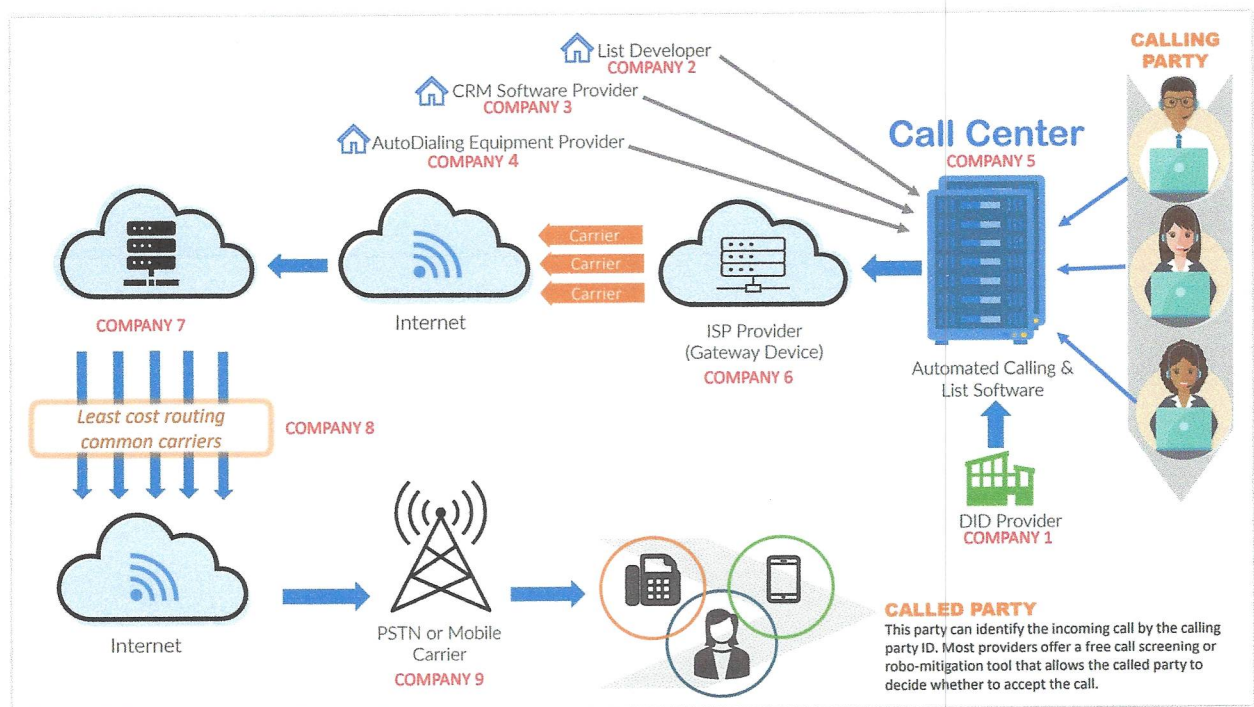 List Developer
COMPANY 2
CRM Software Provider
COMPANY 3
AutoDialing Equipment Provider
COMPANY 4
CALLING
PARTY
Call Center
COMPANY 5
Carrier
Carrier
Carrier
COMPANY 7
Internet
ISP Provider
(Gateway Device)
COMPANY 6
Automated Calling &
List Software
Least cost routing
common carriers
COMPANY 8
DID Provider
COMPANY 1
Internet
PSTN or Mobile
Carrier
COMPANY 9
CALLED PARTY
This party can identify the incoming call by the calling
party ID. Most providers offer a free call screening or
robo-mitigation tool that allows the called party to
decide whether to accept the call.